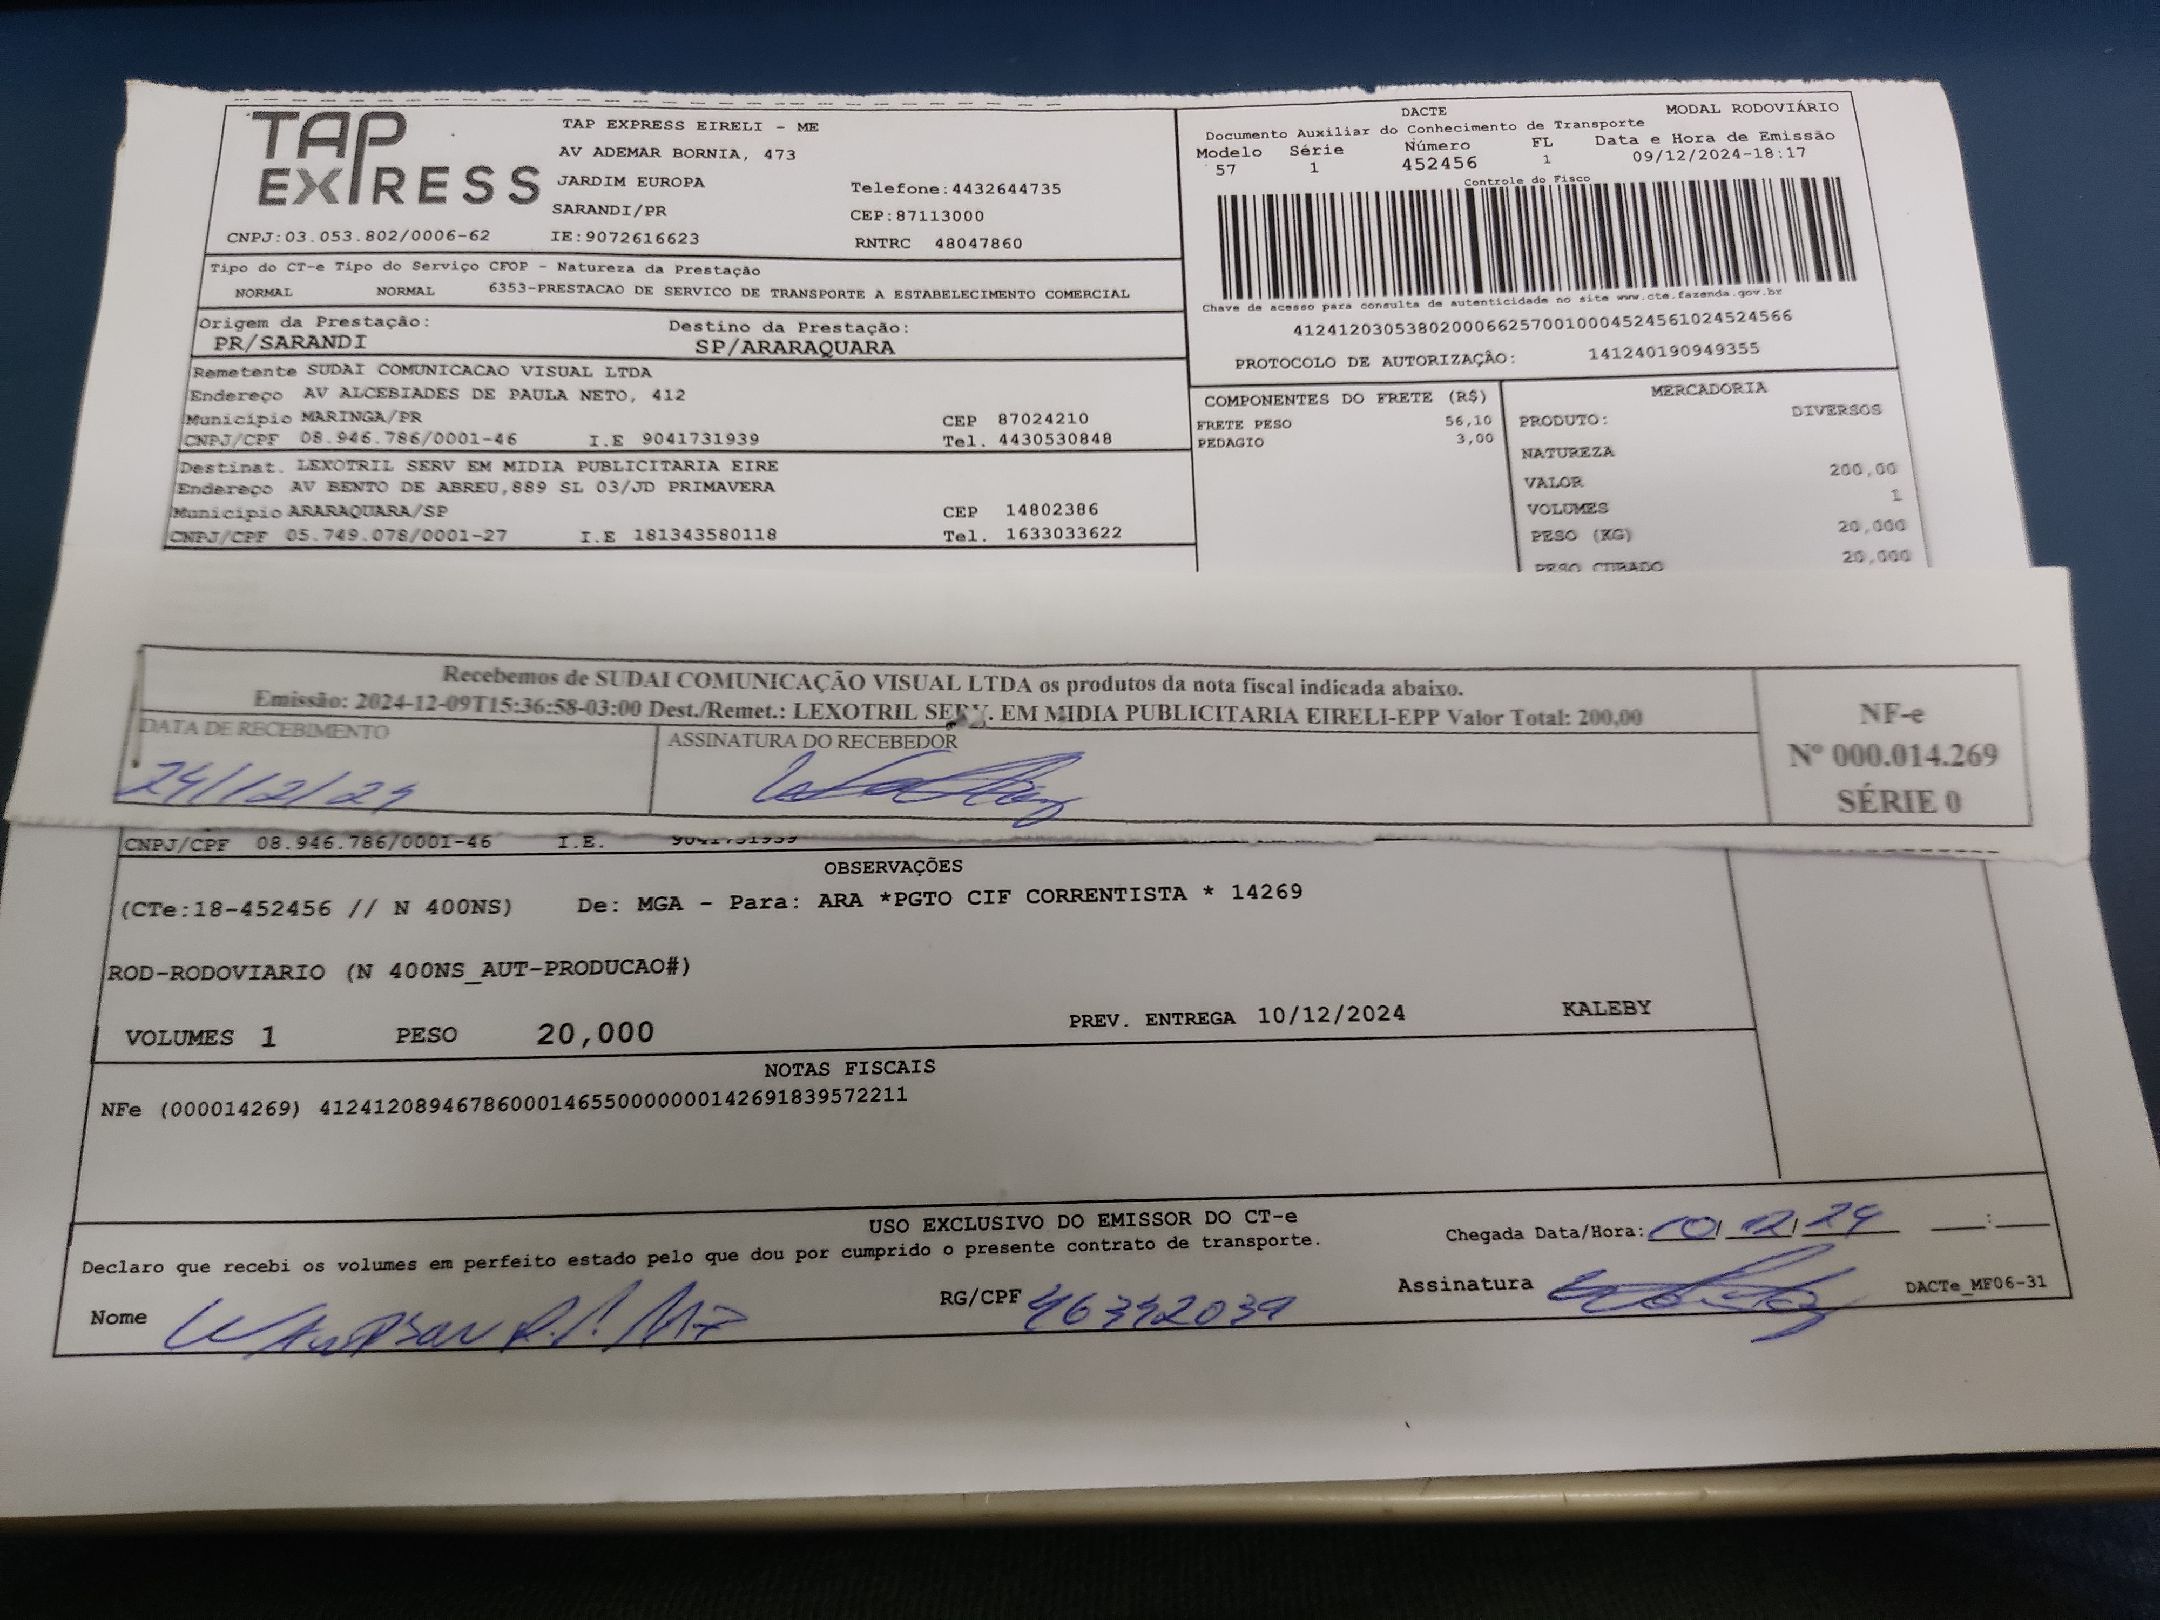 TAP EXPRESS
TAP EXPRESS EIRELI - ME
AV ADEMAR BORNIA, 473
JARDIM EUROPA
SARANDI/PR
Telefone:4432644735
CEP:87113000
CNPJ:03.053.802/0006-62 IE:9072616623 RNTRC 48047860
DACTE MODAL RODOVIÁRIO
Documento Auxiliar do Conhecimento de Transporte
Modelo Série Número FL Data e Hora de Emissão
57 1 452456 1 09/12/2024-18:17
Controle do Fisco
Chave de acesso para consulta de autenticidade no site www.cte.fazenda.gov.br
41241203053802000662570010004524561024524566
PROTOCOLO DE AUTORIZAÇÃO: 141240190949355
Tipo do CT-e Tipo do Serviço CFOP - Natureza da Prestação
NORMAL NORMAL 6353-PRESTACAO DE SERVICO DE TRANSPORTE A ESTABELECIMENTO COMERCIAL
Origem da Prestação: Destino da Prestação:
PR/SARANDI SP/ARARAQUARA
Remetente SUDAI COMUNICACAO VISUAL LTDA
Endereço AV ALCEBIADES DE PAULA NETO, 412
Município MARINGA/PR CEP 87024210
CNPJ/CPF 08.946.786/0001-46 I.E 9041731939 Tel. 4430530848
Destinat. LEXOTRIL SERV EM MIDIA PUBLICITARIA EIRE
Endereço AV BENTO DE ABREU,889 SL 03/JD PRIMAVERA
Município ARARAQUARA/SP CEP 14802386
CNPJ/CPF 05.749.078/0001-27 I.E 181343580118 Tel. 1633033622
COMPONENTES DO FRETE (R$)
FRETE PESO 56,10
PEDAGIO 3,00
MERCADORIA
PRODUTO: DIVERSOS
NATUREZA
VALOR 200,00
VOLUMES 1
PESO (KG) 20,000
PESO CUBADO 20,000
Recebemos de SUDAI COMUNICAÇÃO VISUAL LTDA os produtos da nota fiscal indicada abaixo.
Emissão: 2024-12-09T15:36:58-03:00 Dest./Remet.: LEXOTRIL SERV. EM MIDIA PUBLICITARIA EIRELI-EPP Valor Total: 200,00
DATA DE RECEBIMENTO ASSINATURA DO RECEBEDOR
24/12/24
NF-e
Nº 000.014.269
SÉRIE 0
CNPJ/CPF 08.946.786/0001-46 I.E. 9041731939
OBSERVAÇÕES
(CTe:18-452456 // N 400NS) De: MGA - Para: ARA *PGTO CIF CORRENTISTA * 14269
ROD-RODOVIARIO (N 400NS_AUT-PRODUCAO#)
VOLUMES 1 PESO 20,000 PREV. ENTREGA 10/12/2024 KALEBY
NOTAS FISCAIS
NFe (000014269) 41241208946786000146550000000142691839572211
USO EXCLUSIVO DO EMISSOR DO CT-e
Declaro que recebi os volumes em perfeito estado pelo que dou por cumprido o presente contrato de transporte.
Chegada Data/Hora: 10/12/24 __:__
Nome RG/CPF 46342039 Assinatura DACTe_MF06-31